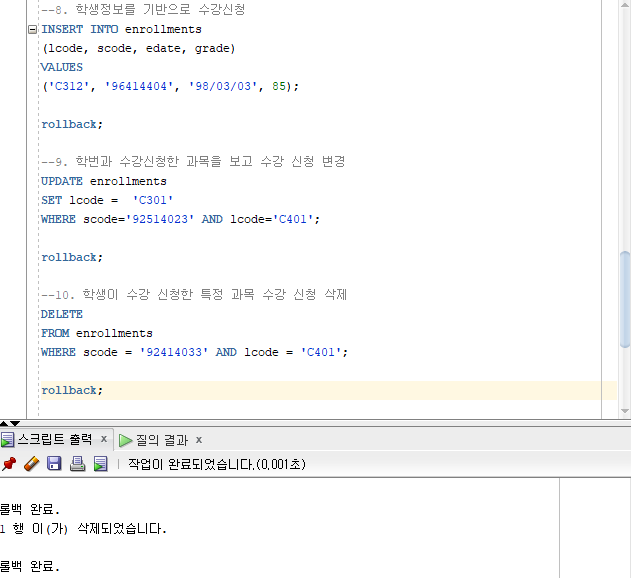 --8. 학생정보를 기반으로 수강신청
INSERT INTO enrollments
(lcode, scode, edate, grade)
VALUES
('C312', '96414404', '98/03/03', 85);
rollback;
--9. 학번과 수강신청한 과목을 보고 수강 신청 변경
UPDATE enrollments
SET lcode =  'C301'
WHERE scode='92514023' AND lcode='C401';
rollback;
--10. 학생이 수강 신청한 특정 과목 수강 신청 삭제
DELETE
FROM enrollments
WHERE scode = '92414033' AND lcode = 'C401';
rollback;
스크립트 출력 x 질의 결과 x
작업이 완료되었습니다.(0.001초)
롤백 완료.
1 행 이(가) 삭제되었습니다.
롤백 완료.